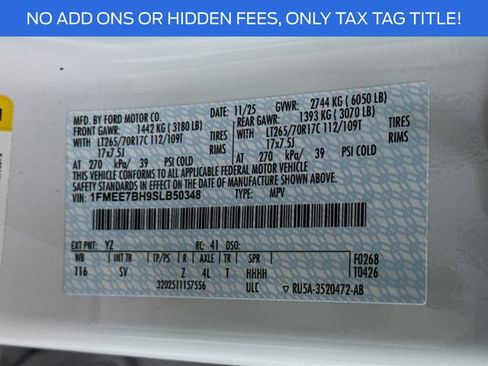 NO ADD ONS OR HIDDEN FEES, ONLY TAX TAG TITLE!
MFD. BY FORD MOTOR CO.
DATE: 11/25 GVWR: 2744 KG ( 6050 LB)
FRONT GAWR: 1442 KG ( 3180 LB)
REAR GAWR: 1393 KG ( 3070 LB)
WITH LT265/70R17C 112/109T TIRES
WITH LT265/70R17C 112/109T TIRES
17x7.5J RIMS
17x7.5J RIMS
AT 270 kPa/ 39 PSI COLD
AT 270 kPa/ 39 PSI COLD
THIS VEHICLE CONFORMS TO ALL APPLICABLE FEDERAL MOTOR VEHICLE
SAFETY, BUMPER, AND THEFT PREVENTION STANDARDS IN EFFECT ON THE DATE OF MANUFACTURE SHOWN ABOVE.
VIN: 1FMEE7BH9SLB50348 TYPE: MPV
EXT PNT: YZ RC: 41 DSO:
WB INT TR TP/PS R AXLE TR SPR
116 SV Z 4L T HHHH
F0268
T0426
3202511157556 ULC RU5A-3520472-AB